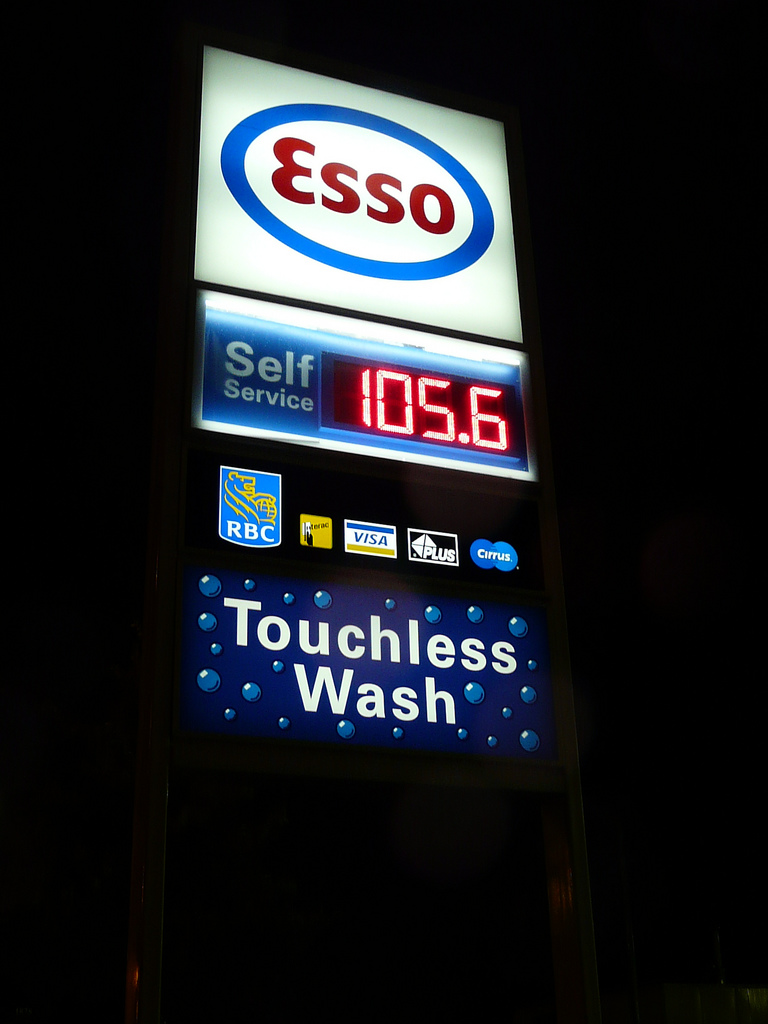 Esso
Self
Service
105.6
RBC
Interac
VISA
PLUS
Cirrus.
Touchless
Wash